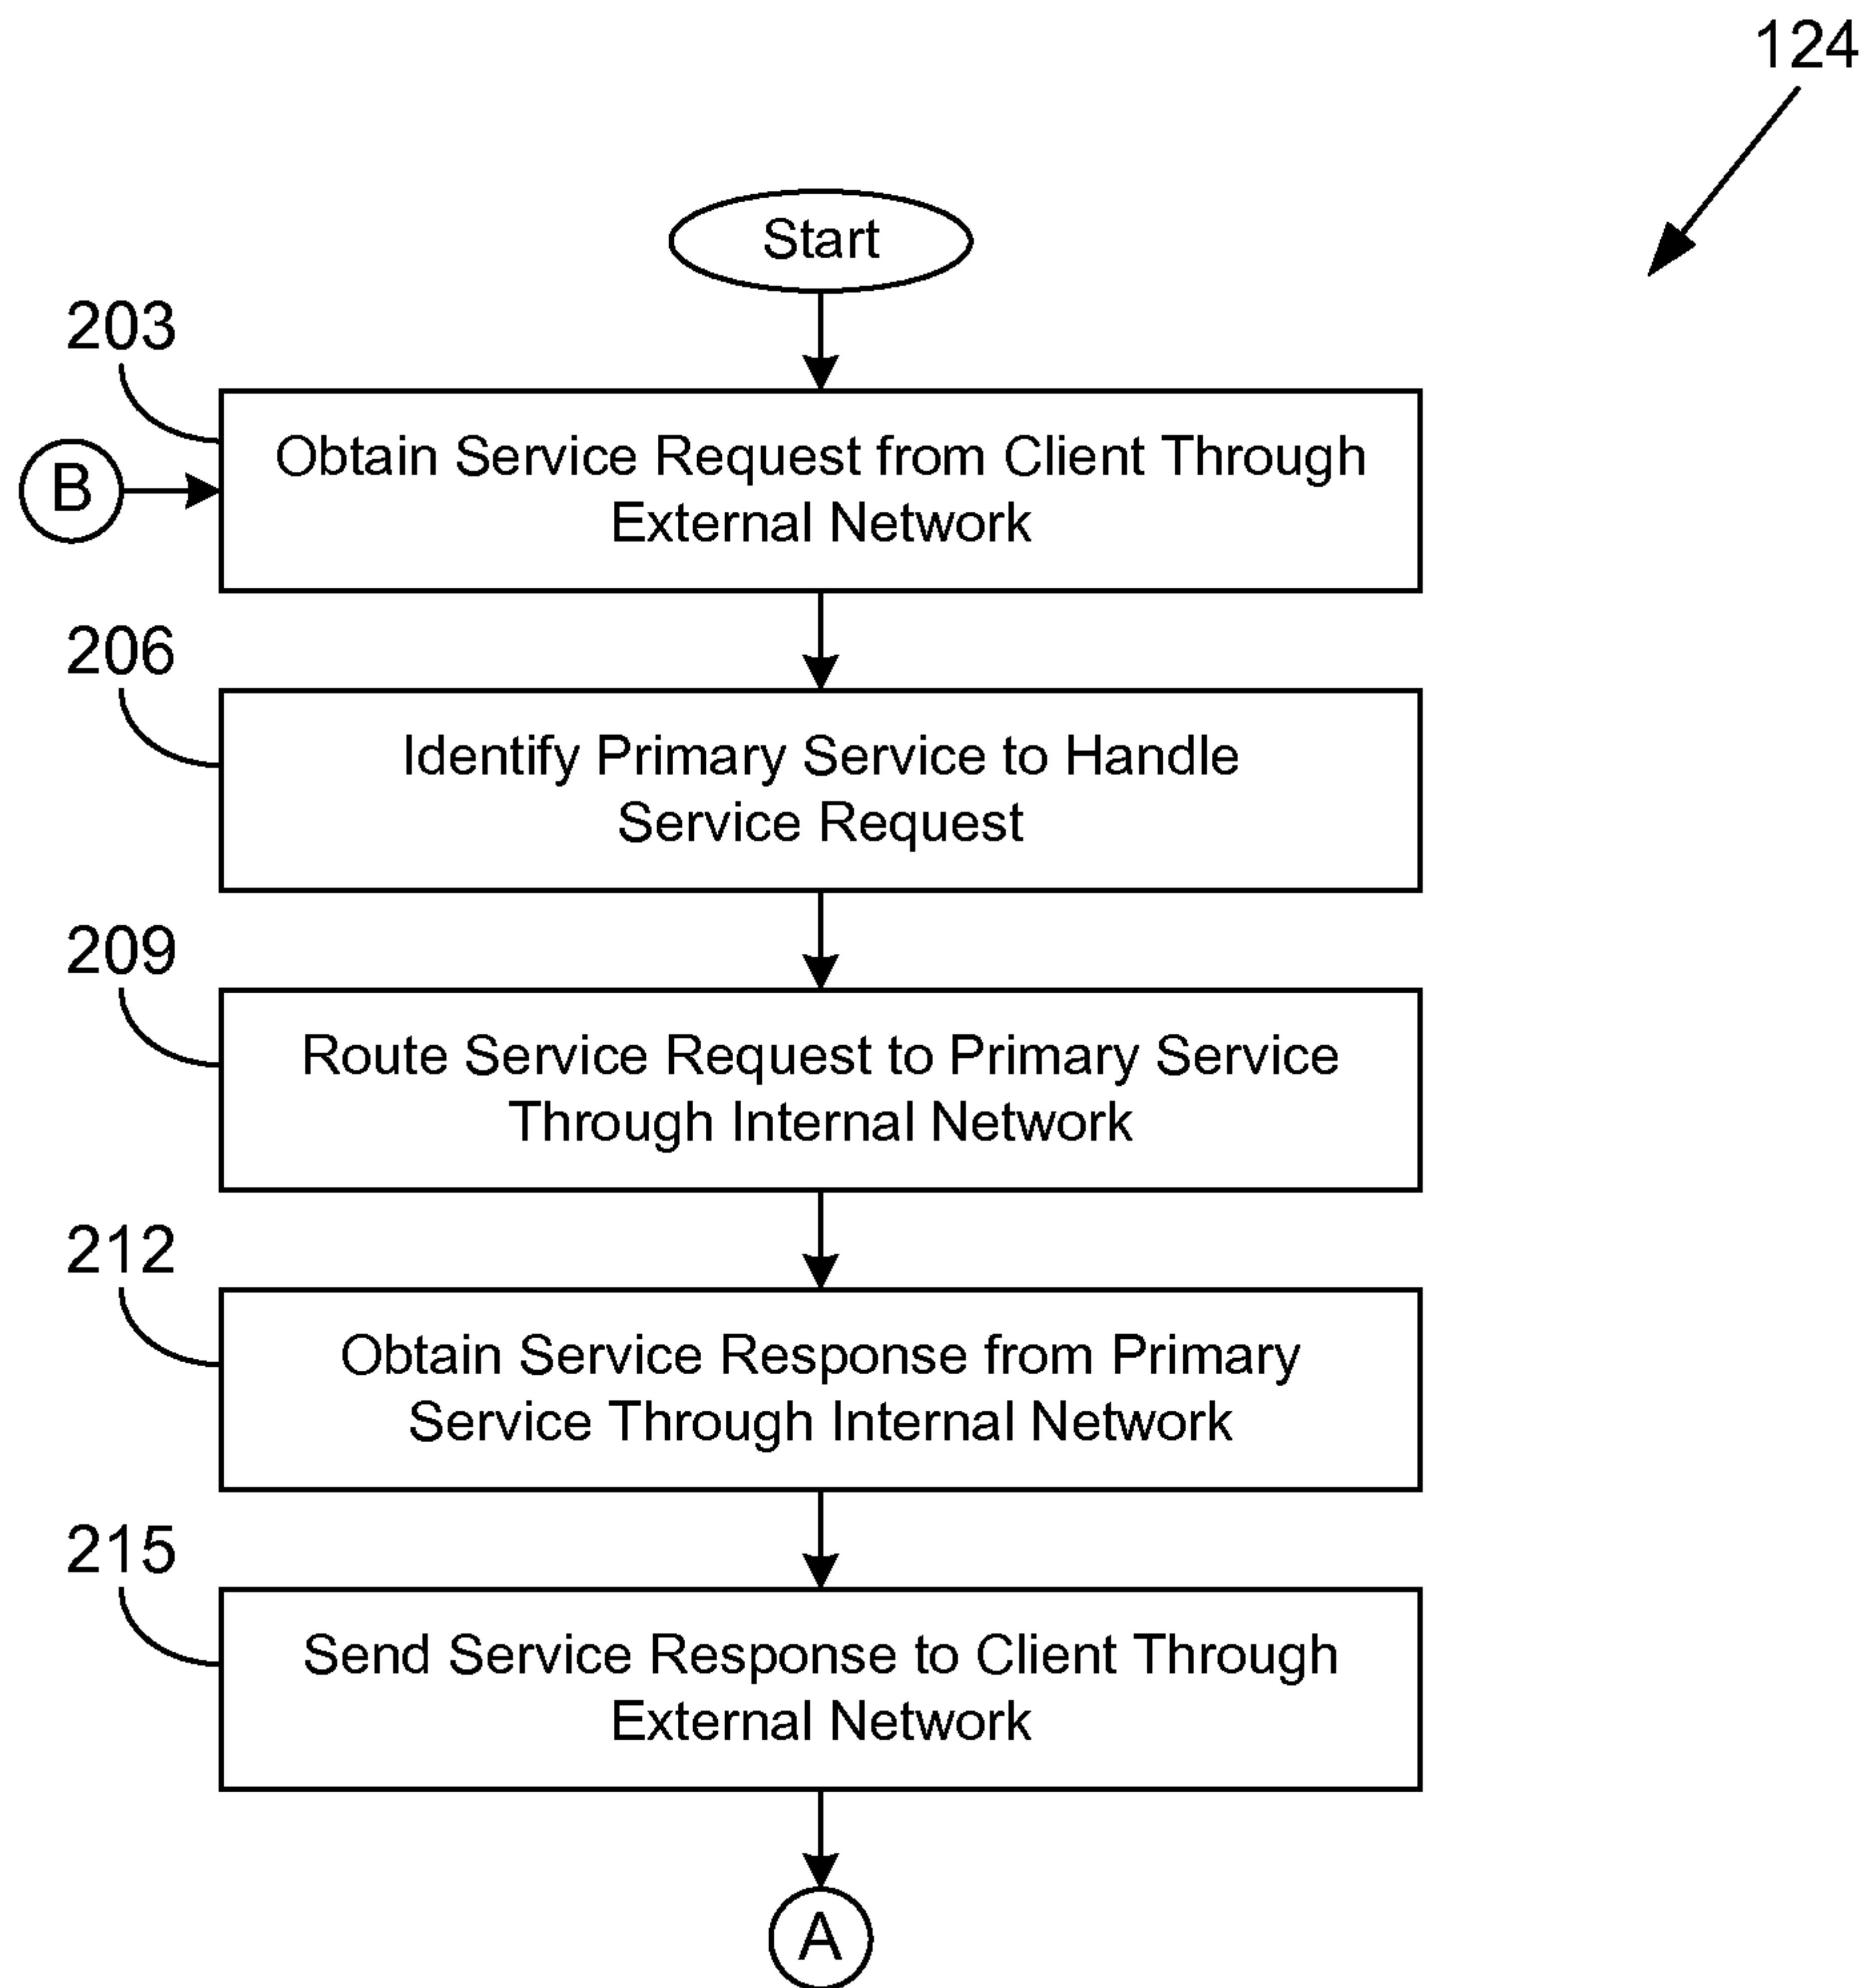 124
Start
203
B
Obtain Service Request from Client Through
External Network
206
Identify Primary Service to Handle
Service Request
209
Route Service Request to Primary Service
Through Internal Network
212
Obtain Service Response from Primary
Service Through Internal Network
215
Send Service Response to Client Through
External Network
A